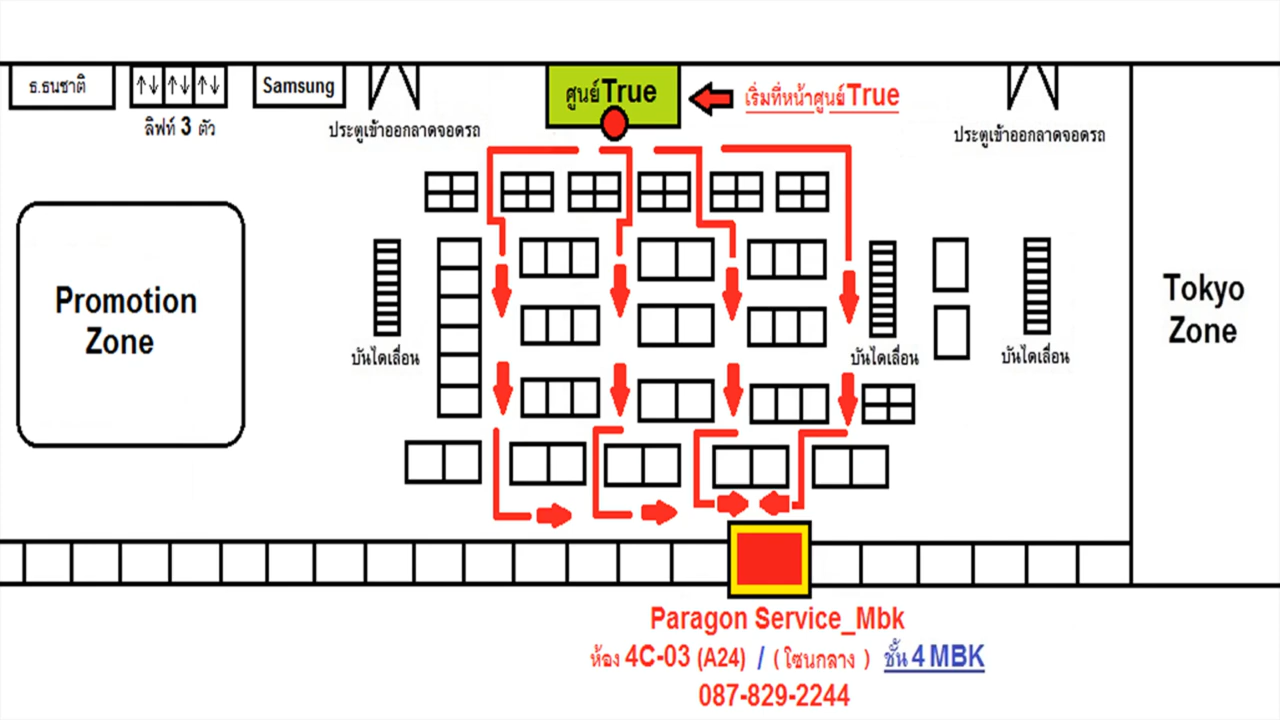 ธ.ธนชาติ
ลิฟท์ 3 ตัว
Samsung
ประตูเข้าออกลาดจอดรถ
ศูนย์ True
เริ่มที่หน้าศูนย์ True
ประตูเข้าออกลาดจอดรถ
Promotion
Zone
บันไดเลื่อน
บันไดเลื่อน
บันไดเลื่อน
Tokyo
Zone
Paragon Service_Mbk
ห้อง 4C-03 (A24) / ( โซนกลาง ) ชั้น 4 MBK
087-829-2244